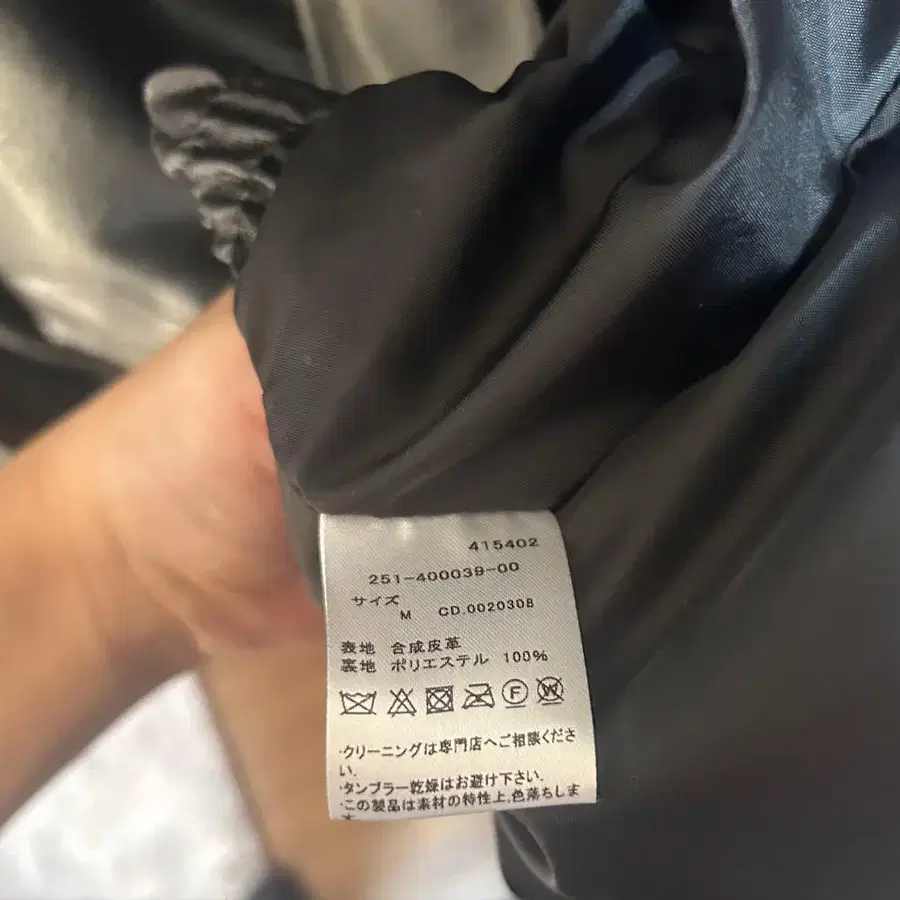 415402
251-400039-00
サイズ
M CD.0020308
表地 合成皮革
裏地 ポリエステル 100%
F W
·クリーニングは専門店へご相談くださ
い.
·タンブラー乾燥はお避け下さい.
·この製品は素材の特性上,色落ちしま
す